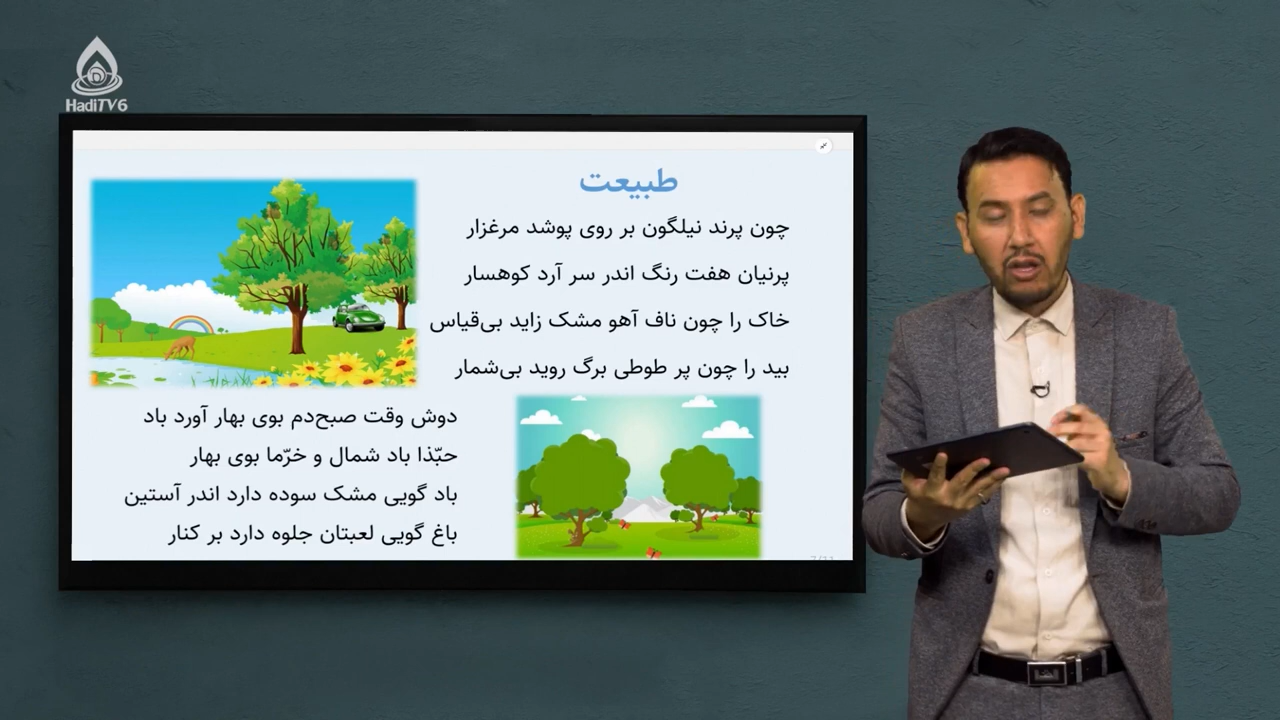 HadiTV6
طبیعت
چون پرند نیلگون بر روی پوشد مرغزار
پرنیان هفت رنگ اندر سر آرد کوهسار
خاک را چون ناف آهو مشک زاید بی‌قیاس
بید را چون پر طوطی برگ روید بی‌شمار
دوش وقت صبح‌دم بوی بهار آورد باد
حبّذا باد شمال و خرّما بوی بهار
باد گویی مشک سوده دارد اندر آستین
باغ گویی لعبتان جلوه دارد بر کنار